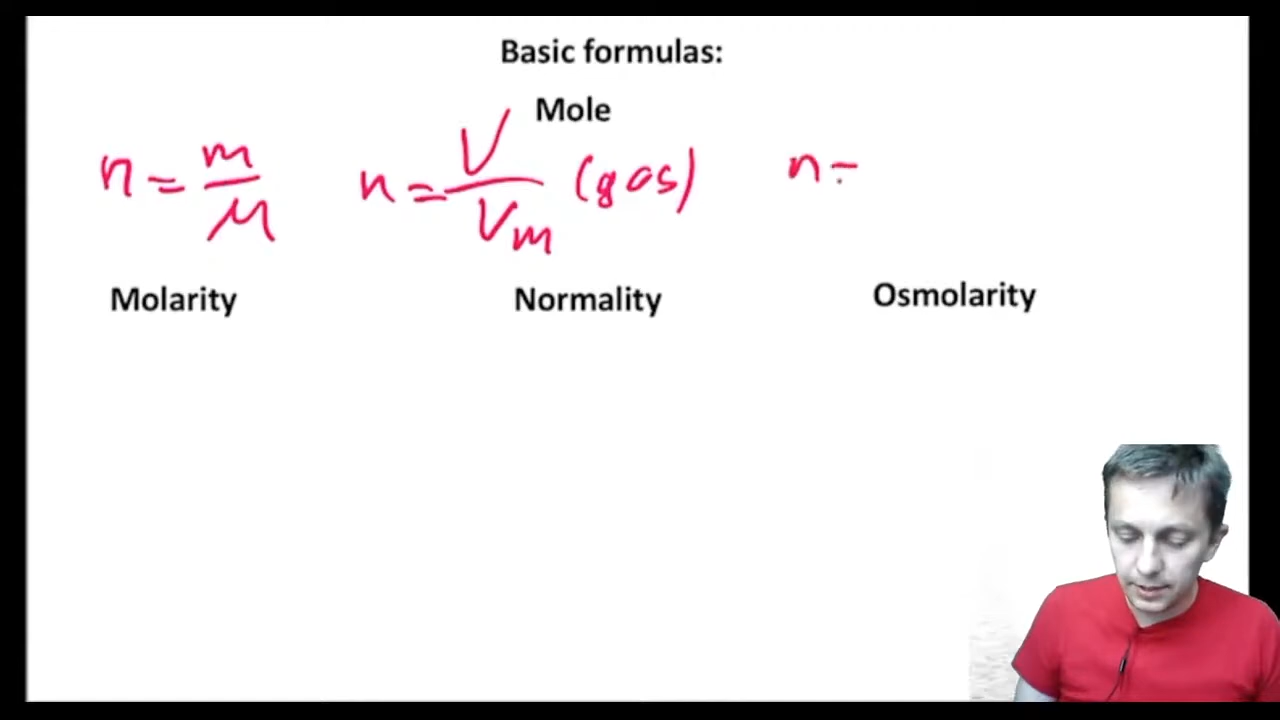 Basic formulas:
Mole
n = m/M n = V/Vm (gas) n =
Molarity Normality Osmolarity